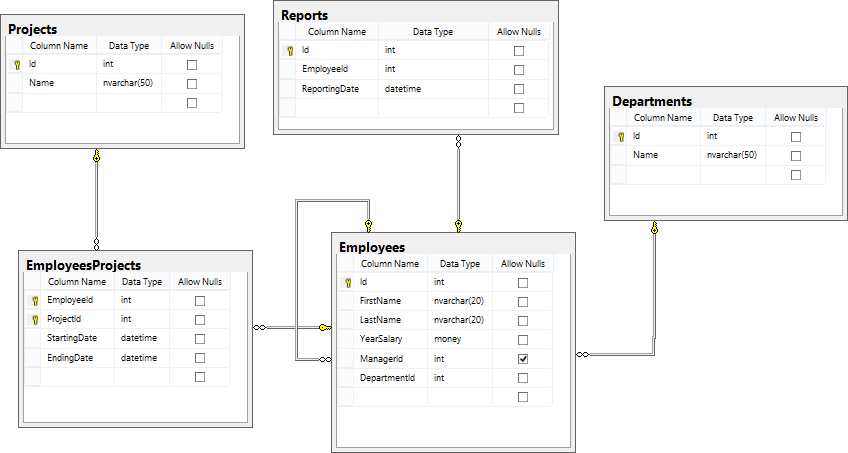 Projects
Column Name Data Type Allow Nulls
Id int
Name nvarchar(50)
Reports
Column Name Data Type Allow Nulls
Id int
EmployeeId int
ReportingDate datetime
Departments
Column Name Data Type Allow Nulls
Id int
Name nvarchar(50)
EmployeesProjects
Column Name Data Type Allow Nulls
EmployeeId int
ProjectId int
StartingDate datetime
EndingDate datetime
Employees
Column Name Data Type Allow Nulls
Id int
FirstName nvarchar(20)
LastName nvarchar(20)
YearSalary money
ManagerId int
DepartmentId int